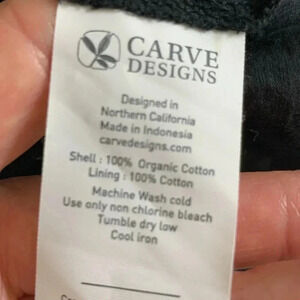 CARVE
DESIGNS
Designed in
Northern California
Made in Indonesia
carvedesigns.com
Shell : 100% Organic Cotton
Lining : 100% Cotton
Machine Wash cold
Use only non chlorine bleach
Tumble dry low
Cool iron